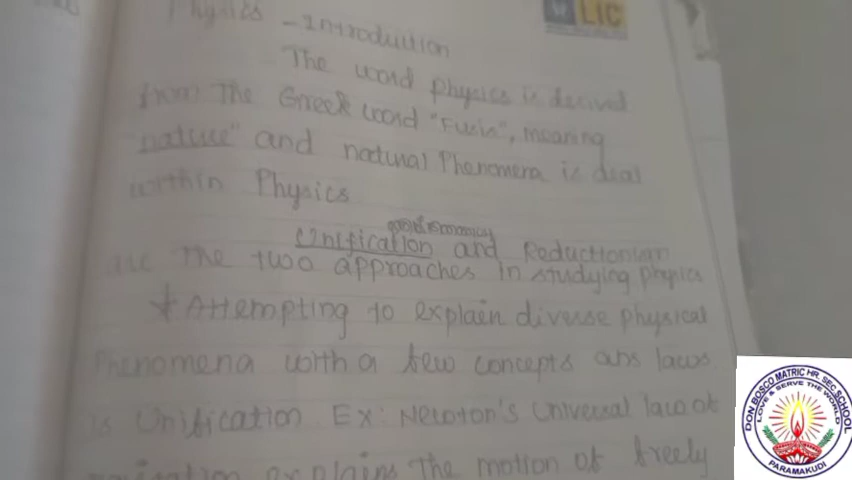 Physics - Introduction
LIC
The word physics is derived
from The Greek word "Fusis", meaning
nature" and natural Phenomena is deal
within Physics
Unification and Reductionism
are The two approaches in studying physics
* Attempting to explain diverse physical
Phenomena with a few concepts ans laws
is Unification Ex: Newton's Universal law of
explains The motion of freely
DON BOSCO MATRIC HR. SEC SCHOOL
LOVE & SERVE THE WORLD
PARAMAKUDI